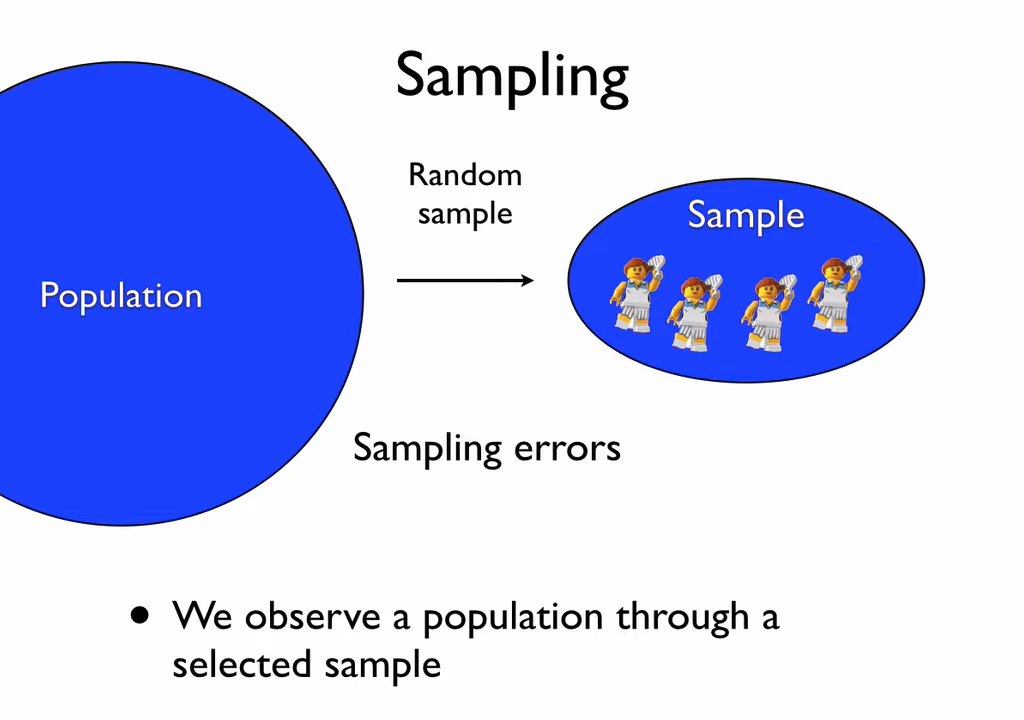 Sampling
Random
sample
Sample
Population
Sampling errors
• We observe a population through a
selected sample